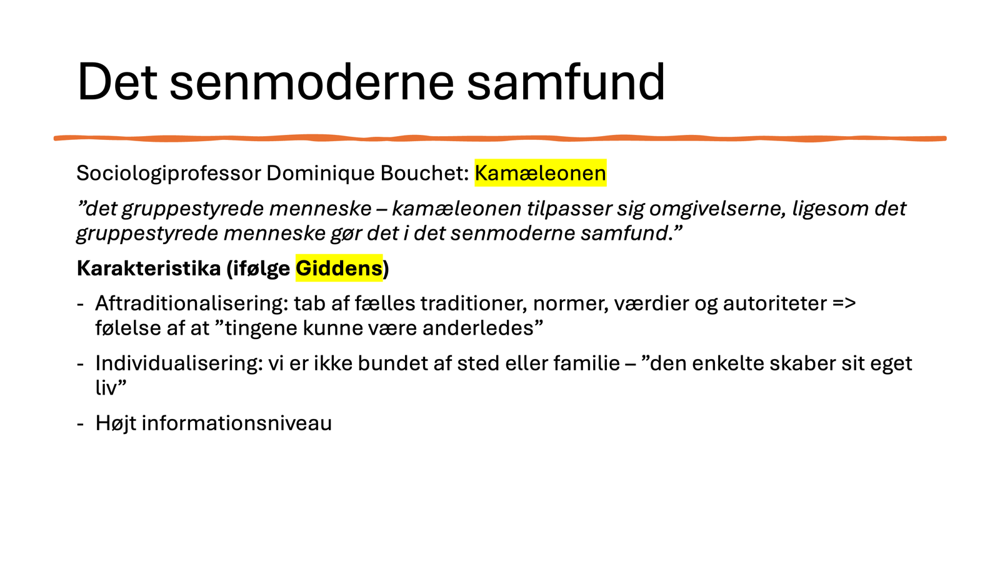 Det senmoderne samfund
Sociologiprofessor Dominique Bouchet: Kamæleonen
”det gruppestyrede menneske – kamæleonen tilpasser sig omgivelserne, ligesom det
gruppestyrede menneske gør det i det senmoderne samfund.”
Karakteristika (ifølge Giddens)
- Aftraditionalisering: tab af fælles traditioner, normer, værdier og autoriteter =>
følelse af at ”tingene kunne være anderledes”
- Individualisering: vi er ikke bundet af sted eller familie – ”den enkelte skaber sit eget
liv”
- Højt informationsniveau